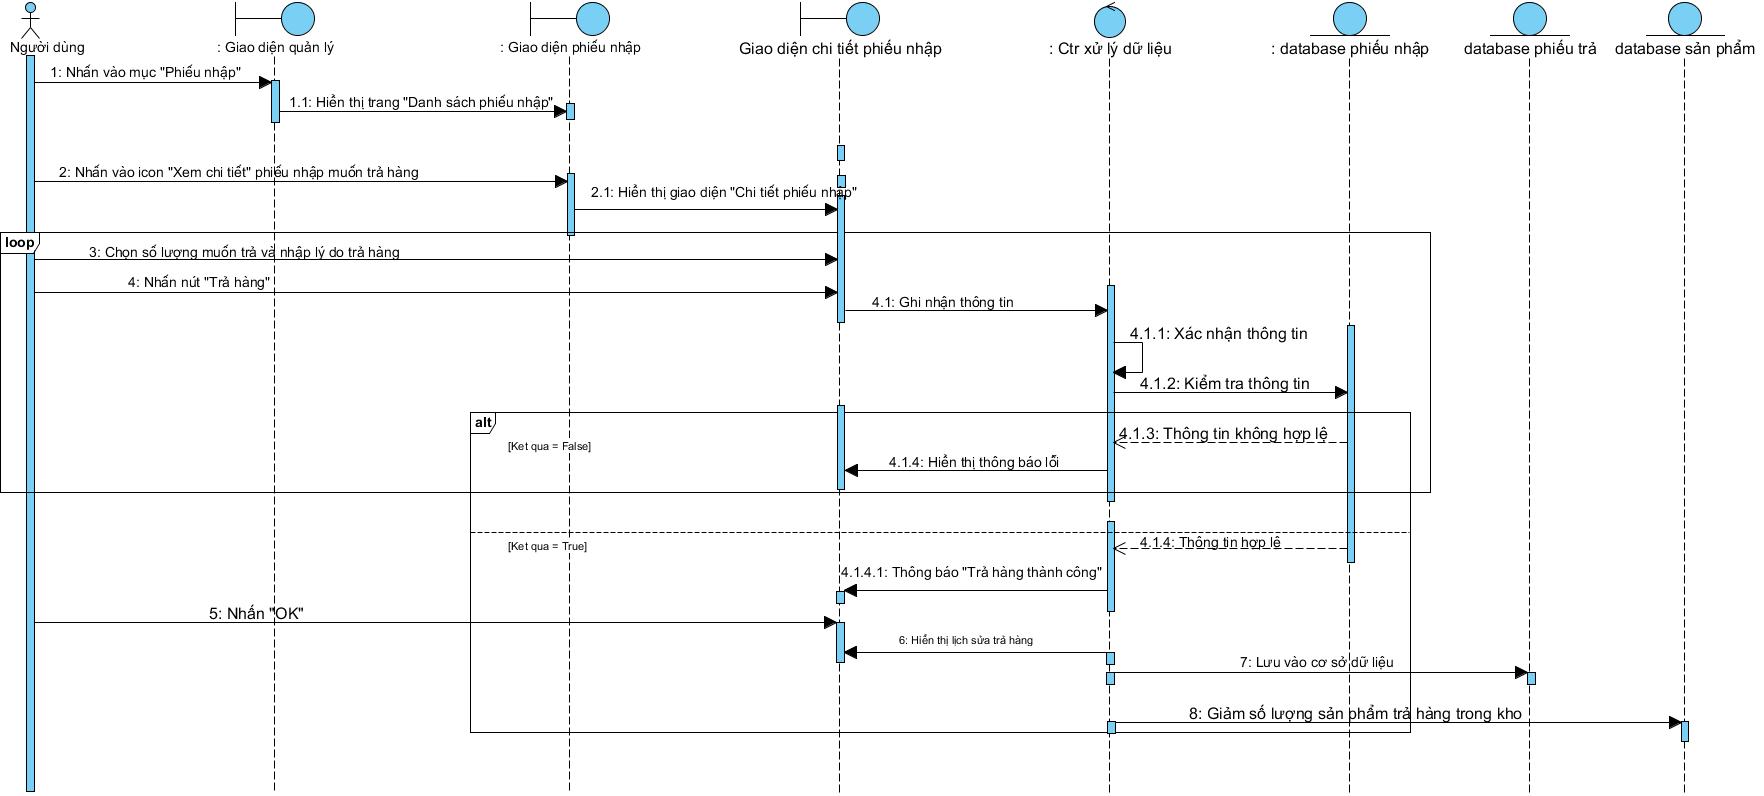 Người dùng
: Giao diện quản lý
: Giao diện phiếu nhập
Giao diện chi tiết phiếu nhập
: Ctr xử lý dữ liệu
: database phiếu nhập
database phiếu trả
database sản phẩm
1: Nhấn vào mục "Phiếu nhập"
1.1: Hiển thị trang "Danh sách phiếu nhập"
2: Nhấn vào icon "Xem chi tiết" phiếu nhập muốn trả hàng
2.1: Hiển thị giao diện "Chi tiết phiếu nhập"
loop
3: Chọn số lượng muốn trả và nhập lý do trả hàng
4: Nhấn nút "Trả hàng"
4.1: Ghi nhận thông tin
4.1.1: Xác nhận thông tin
4.1.2: Kiểm tra thông tin
alt
[Ket qua = False]
4.1.3: Thông tin không hợp lệ
4.1.4: Hiển thị thông báo lỗi
[Ket qua = True]
4.1.4: Thông tin hợp lệ
4.1.4.1: Thông báo "Trả hàng thành công"
5: Nhấn "OK"
6: Hiển thị lịch sửa trả hàng
7: Lưu vào cơ sở dữ liệu
8: Giảm số lượng sản phẩm trả hàng trong kho